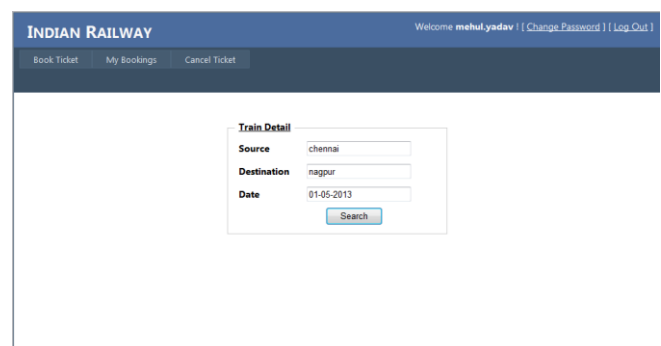 INDIAN RAILWAY
Welcome mehul.yadav ! [ Change Password ] [ Log Out ]
Book Ticket My Bookings Cancel Ticket
Train Detail
Source chennai
Destination nagpur
Date 01-05-2013
Search